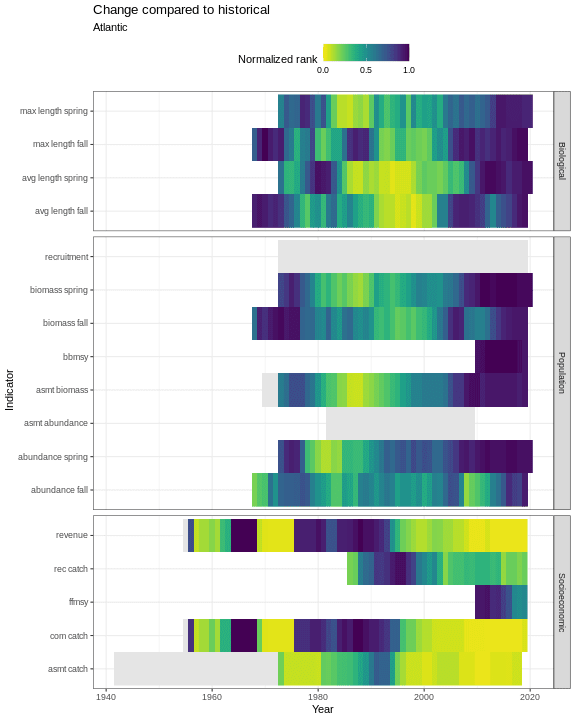 Change compared to historical
Atlantic
Normalized rank
0.0 0.5 1.0
max length spring
max length fall
avg length spring
avg length fall
Biological
recruitment
biomass spring
biomass fall
bbmsy
asmt biomass
asmt abundance
abundance spring
abundance fall
Population
revenue
rec catch
ffmsy
com catch
asmt catch
Socioeconomic
Indicator
1940 1960 1980 2000 2020
Year